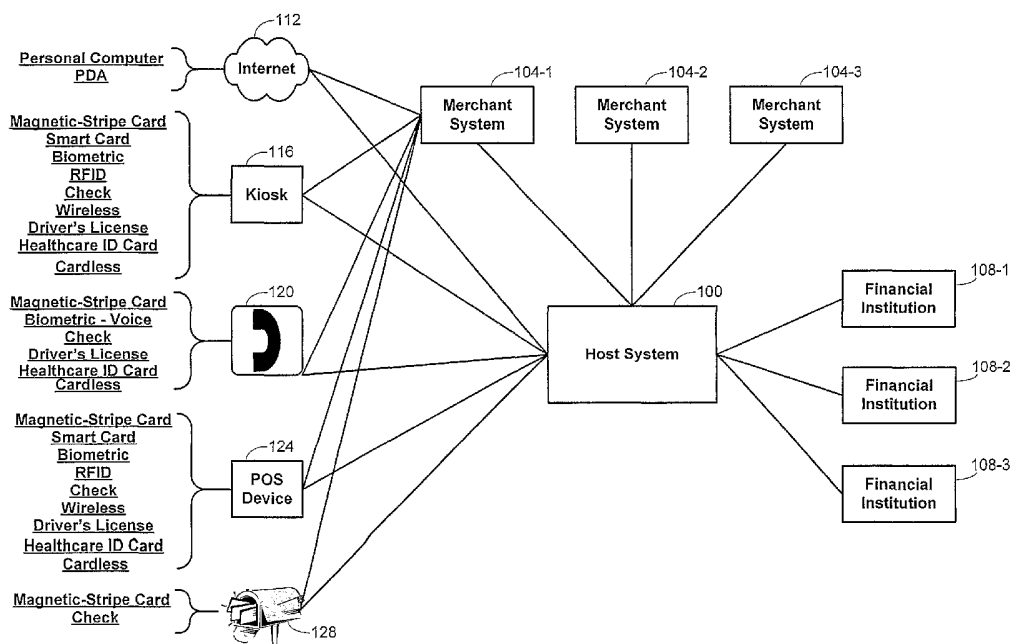 112
Personal Computer
PDA
Internet
104-1
Merchant
System
104-2
Merchant
System
104-3
Merchant
System
Magnetic-Stripe Card
Smart Card
Biometric
RFID
Check
Wireless
Driver's License
Healthcare ID Card
Cardless
116
Kiosk
Magnetic-Stripe Card
Biometric - Voice
Check
Driver's License
Healthcare ID Card
Cardless
120
100
Host System
108-1
Financial
Institution
108-2
Financial
Institution
108-3
Financial
Institution
Magnetic-Stripe Card
Smart Card
Biometric
RFID
Check
Wireless
Driver's License
Healthcare ID Card
Cardless
124
POS
Device
Magnetic-Stripe Card
Check
128